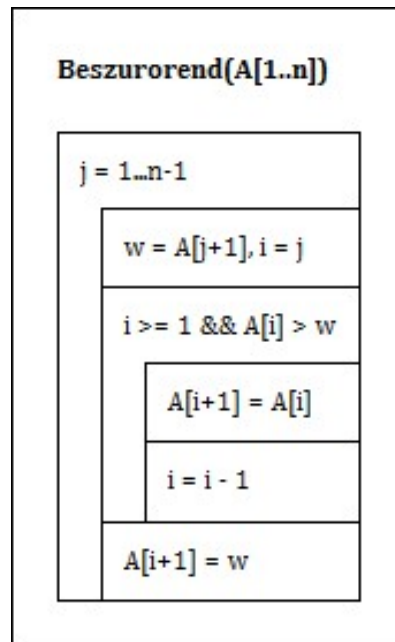 Beszurorend(A[1..n])
j = 1...n-1
w = A[j+1], i = j
i >= 1 && A[i] > w
A[i+1] = A[i]
i = i - 1
A[i+1] = w